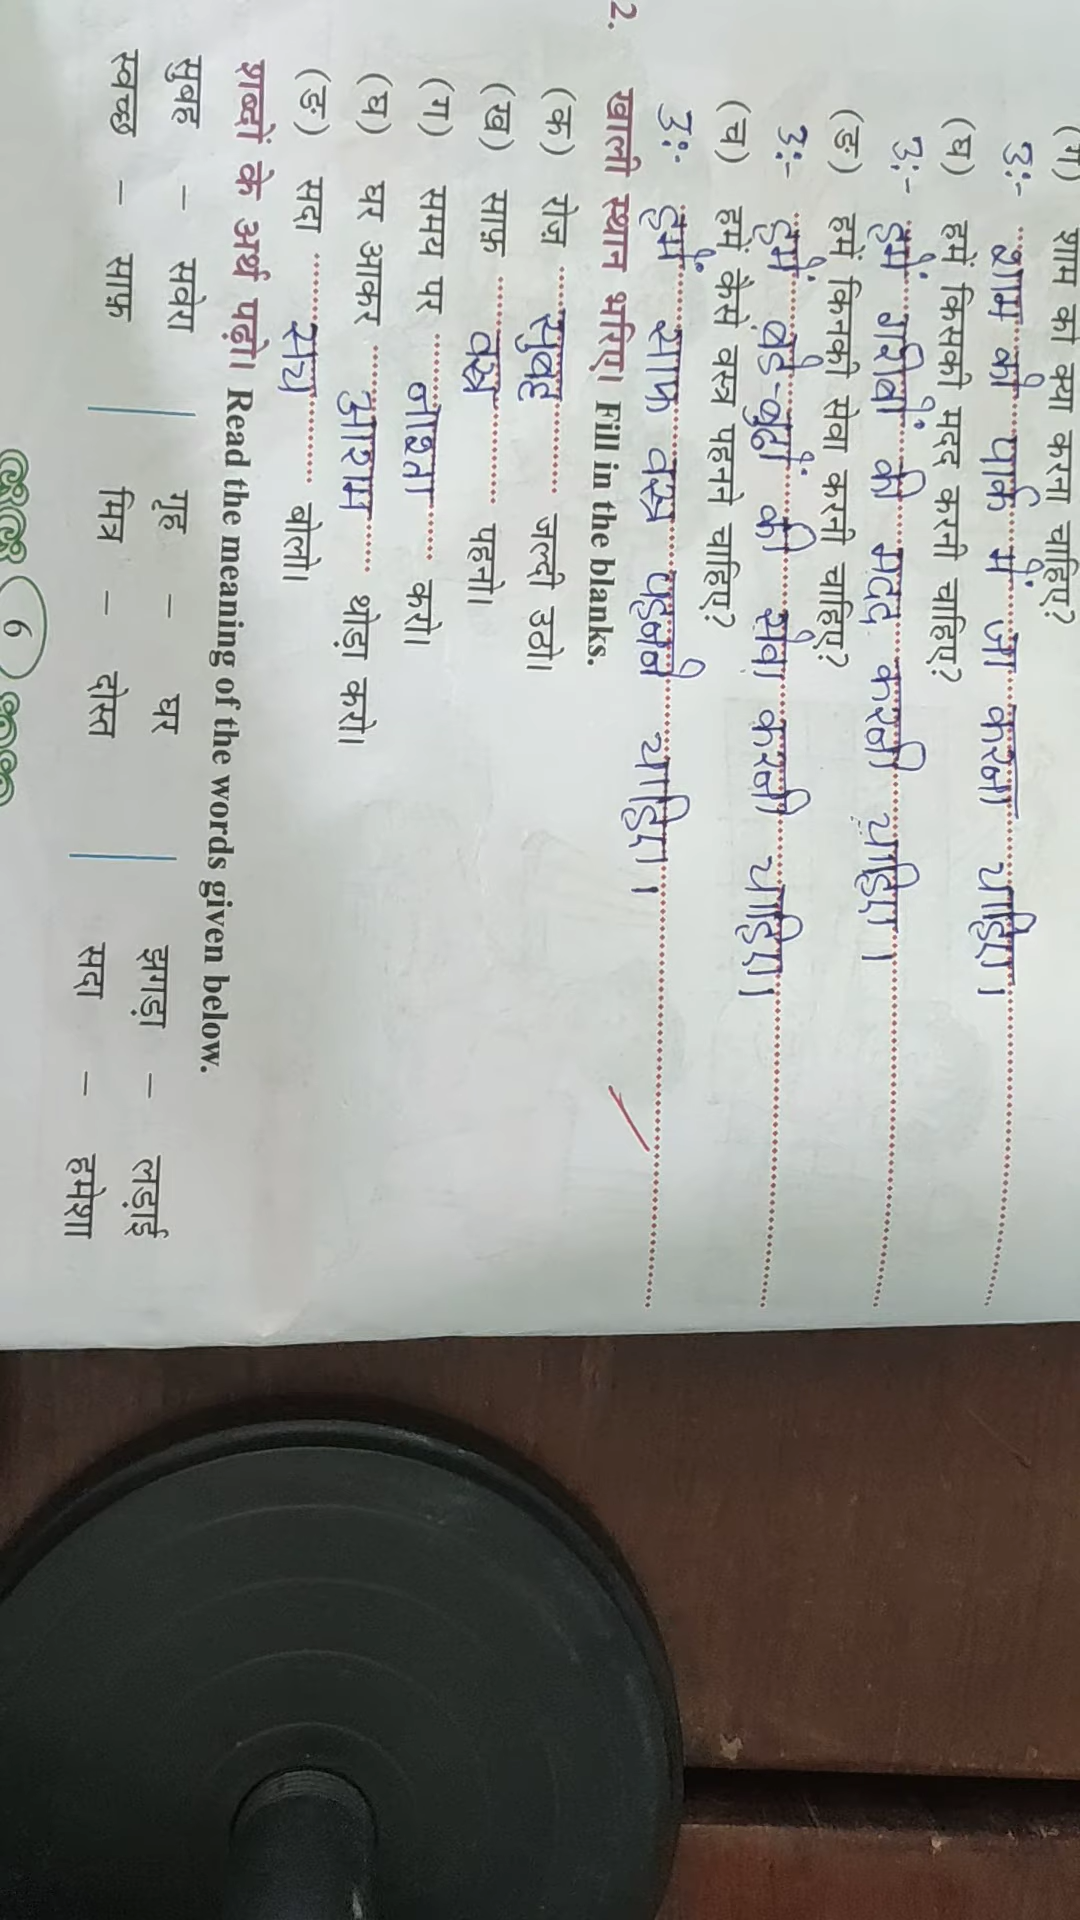 (ग) शाम को क्या करना चाहिए?
उ:- शाम को पार्क में जा करना चाहिए।
(घ) हमें किसकी मदद करनी चाहिए?
उ:- हमें गरिबों की मदद करनी चाहिए।
(ङ) हमें किनकी सेवा करनी चाहिए?
उ:- हमें बड़े-बुढ़ों की सेवा करनी चाहिए।
(च) हमें कैसे वस्त्र पहनने चाहिए?
उ:- हमें साफ वस्त्र पहनने चाहिए।
2. खाली स्थान भरिए। Fill in the blanks.
(क) रोज सुबह जल्दी उठो।
(ख) साफ़ वस्त्र पहनो।
(ग) समय पर नाश्ता करो।
(घ) घर आकर आराम थोड़ा करो।
(ङ) सदा सच बोलो।
शब्दों के अर्थ पढ़ो। Read the meaning of the words given below.
सुबह – सवेरा गृह – घर झगड़ा – लड़ाई
स्वच्छ – साफ़ मित्र – दोस्त सदा – हमेशा
6